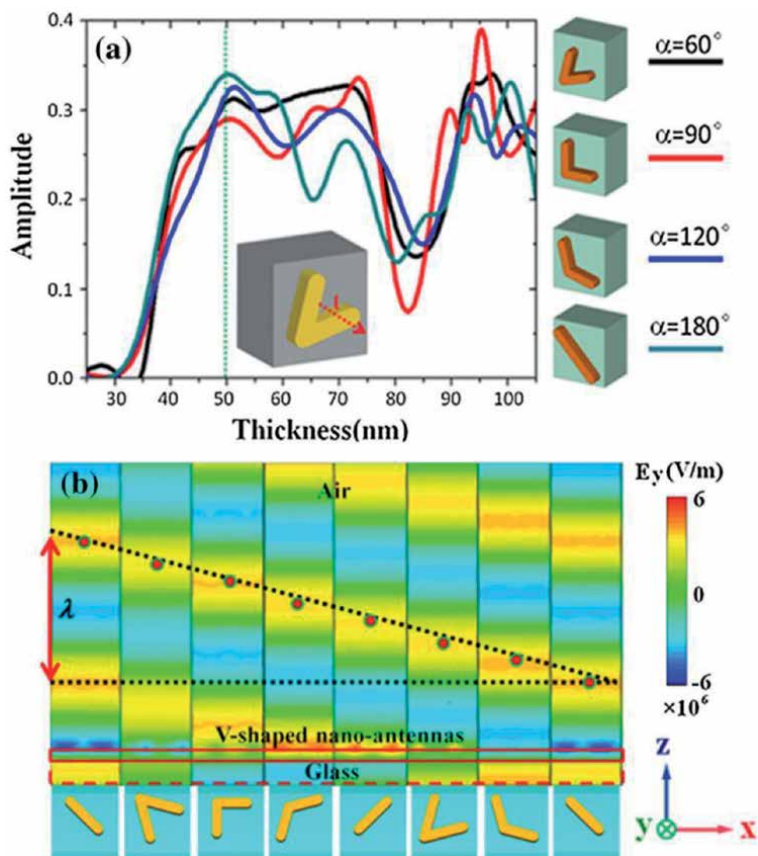 (a)
Amplitude
0.4
0.3
0.2
0.1
0.0
30 40 50 60 70 80 90 100
Thickness(nm)
t
α=60°
α=90°
α=120°
α=180°
(b)
Air
λ
V-shaped nano-antennas
Glass
Ey (V/m)
6
0
-6
×10⁶
z
y
x